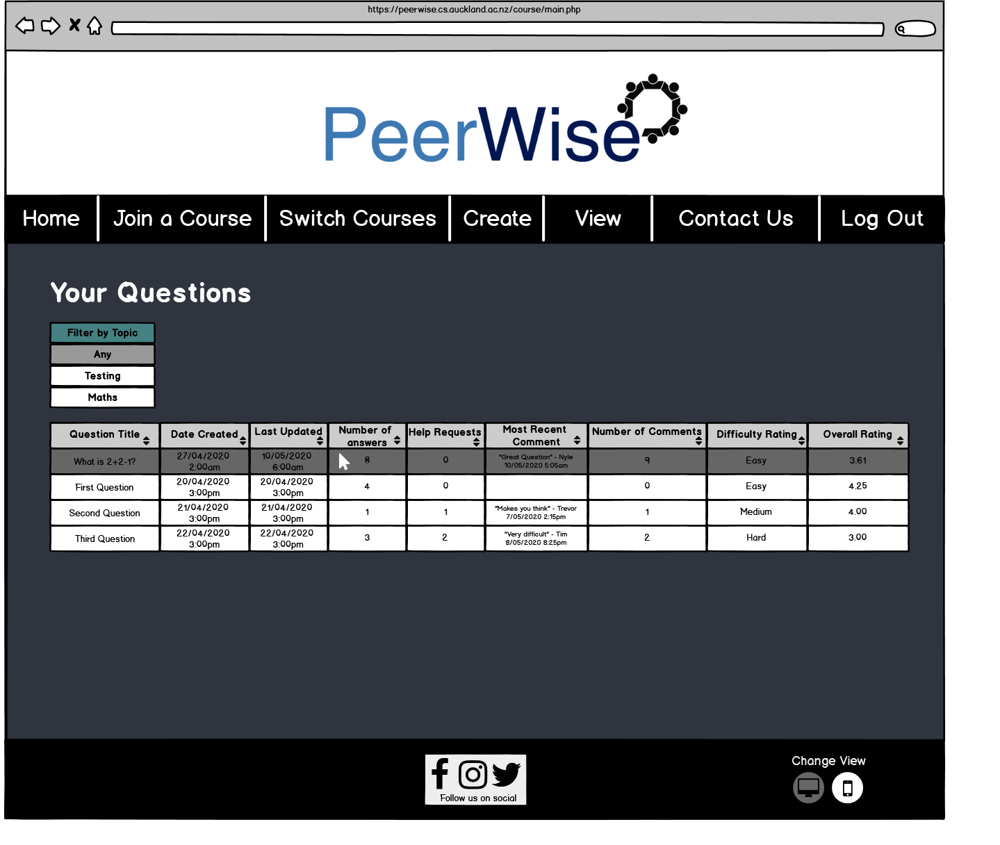 https://peerwise.cs.auckland.ac.nz/course/main.php
PeerWise
Home Join a Course Switch Courses Create View Contact Us Log Out
Your Questions
Filter by Topic
Any
Testing
Maths
Question Title Date Created Last Updated Number of answers Help Requests Most Recent Comment Number of Comments Difficulty Rating Overall Rating
What is 2+2-1? 27/04/2020 2:00am 10/05/2020 6:00am 8 0 "Great Question" - Nyle 10/05/2020 5:05am 9 Easy 3.61
First Question 20/04/2020 3:00pm 20/04/2020 3:00pm 4 0 0 Easy 4.25
Second Question 21/04/2020 3:00pm 21/04/2020 3:00pm 1 1 "Makes you think" - Trevor 7/05/2020 2:15pm 1 Medium 4.00
Third Question 22/04/2020 3:00pm 22/04/2020 3:00pm 3 2 "Very difficult" - Tim 8/05/2020 8:25pm 2 Hard 3.00
Follow us on social
Change View